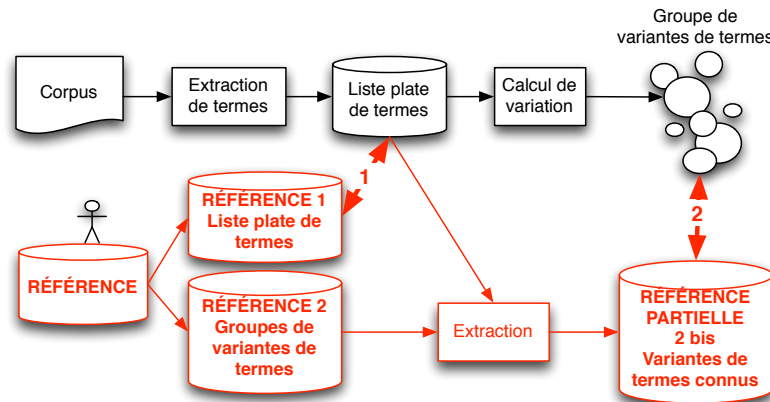 Groupe de
variantes de termes
Corpus
Extraction
de termes
Liste plate
de termes
Calcul de
variation
1
RÉFÉRENCE 1
Liste plate de
termes
2
RÉFÉRENCE
RÉFÉRENCE 2
Groupes de
variantes de
termes
Extraction
RÉFÉRENCE
PARTIELLE
2 bis
Variantes de
termes connus